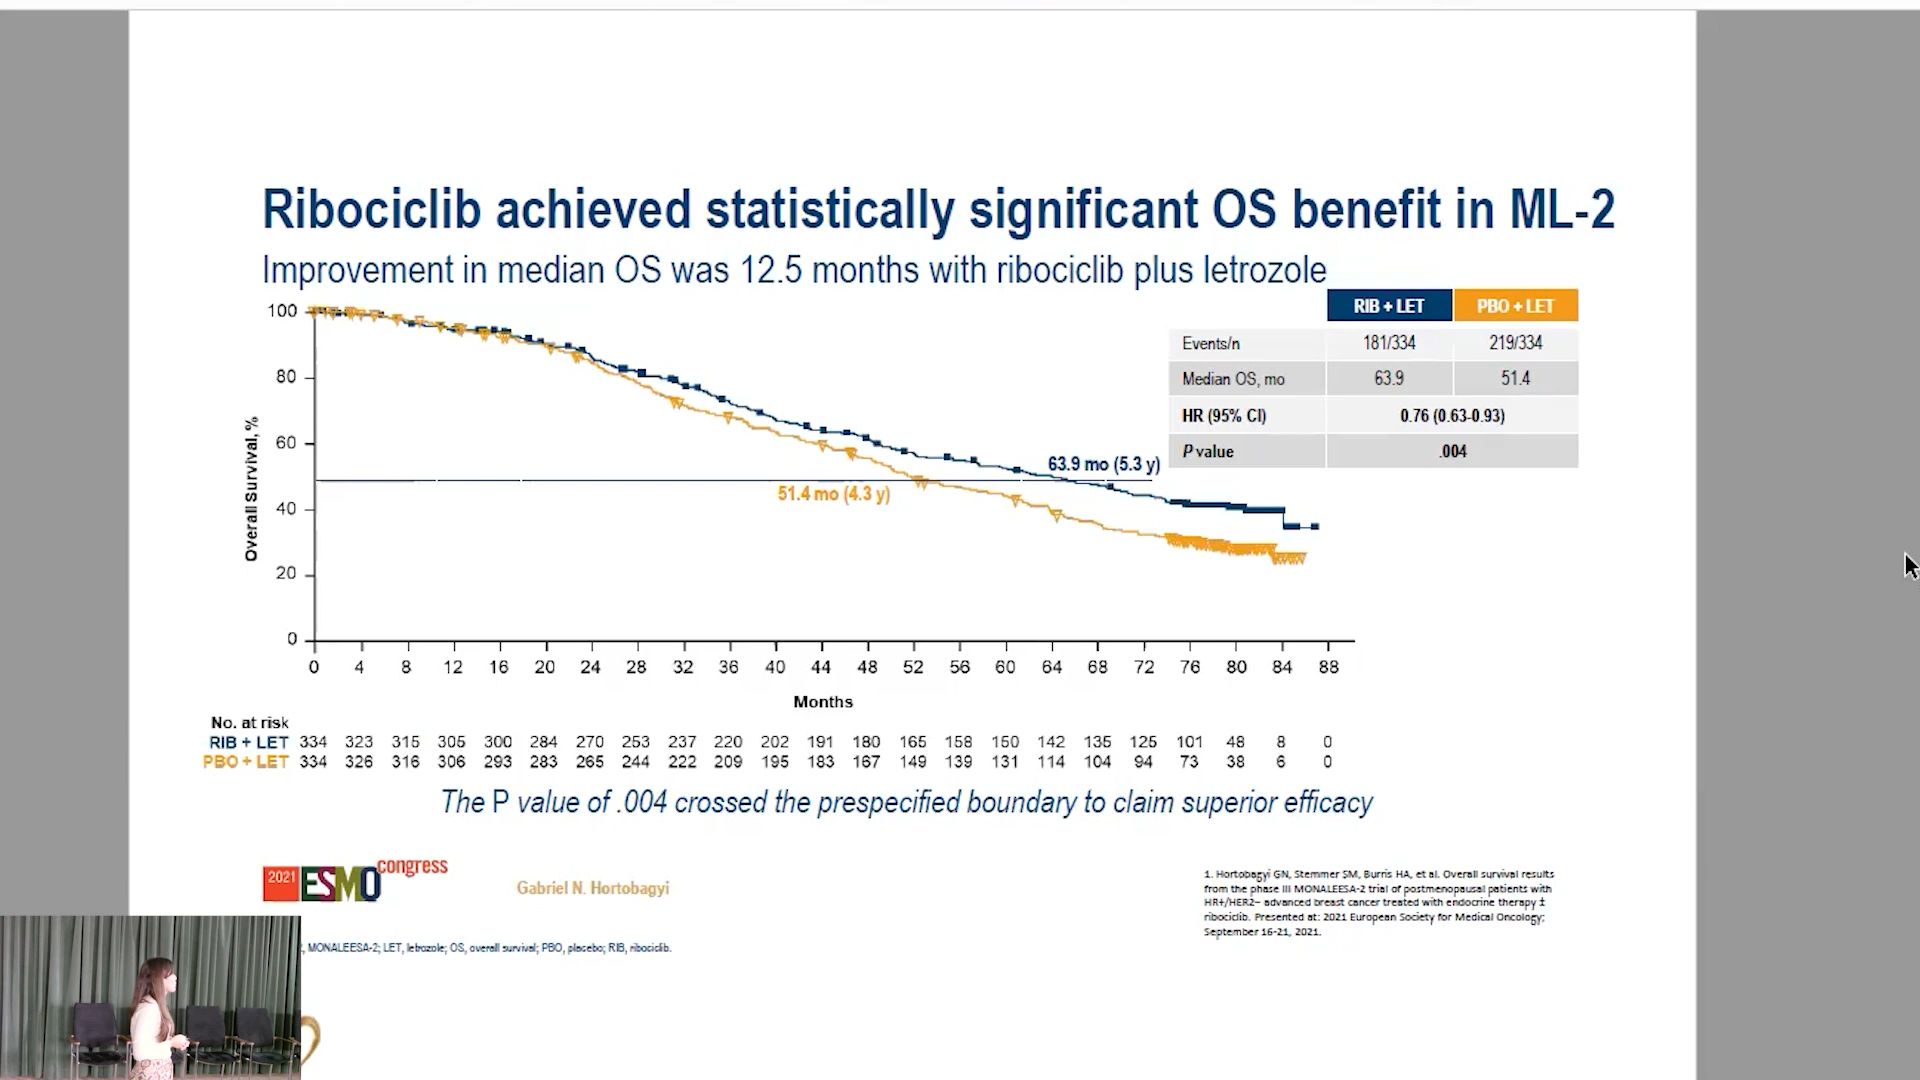 Ribociclib achieved statistically significant OS benefit in ML-2
Improvement in median OS was 12.5 months with ribociclib plus letrozole
RIB + LET PBO + LET
Events/n 181/334 219/334
Median OS, mo 63.9 51.4
HR (95% CI) 0.76 (0.63-0.93)
P value .004
Overall Survival, %
100
80
60
40
20
0
63.9 mo (5.3 y)
51.4 mo (4.3 y)
0 4 8 12 16 20 24 28 32 36 40 44 48 52 56 60 64 68 72 76 80 84 88
Months
No. at risk
RIB + LET 334 323 315 305 300 284 270 253 237 220 202 191 180 165 158 150 142 135 125 101 48 8 0
PBO + LET 334 326 316 306 293 283 265 244 222 209 195 183 167 149 139 131 114 104 94 73 38 6 0
The P value of .004 crossed the prespecified boundary to claim superior efficacy
2021 ESMO congress
Gabriel N. Hortobagyi
1. Hortobagyi GN, Stemmer SM, Burris HA, et al. Overall survival results
from the phase III MONALEESA-2 trial of postmenopausal patients with
HR+/HER2− advanced breast cancer treated with endocrine therapy ±
ribociclib. Presented at: 2021 European Society for Medical Oncology;
September 16-21, 2021.
, MONALEESA-2; LET, letrozole; OS, overall survival; PBO, placebo; RIB, ribociclib.